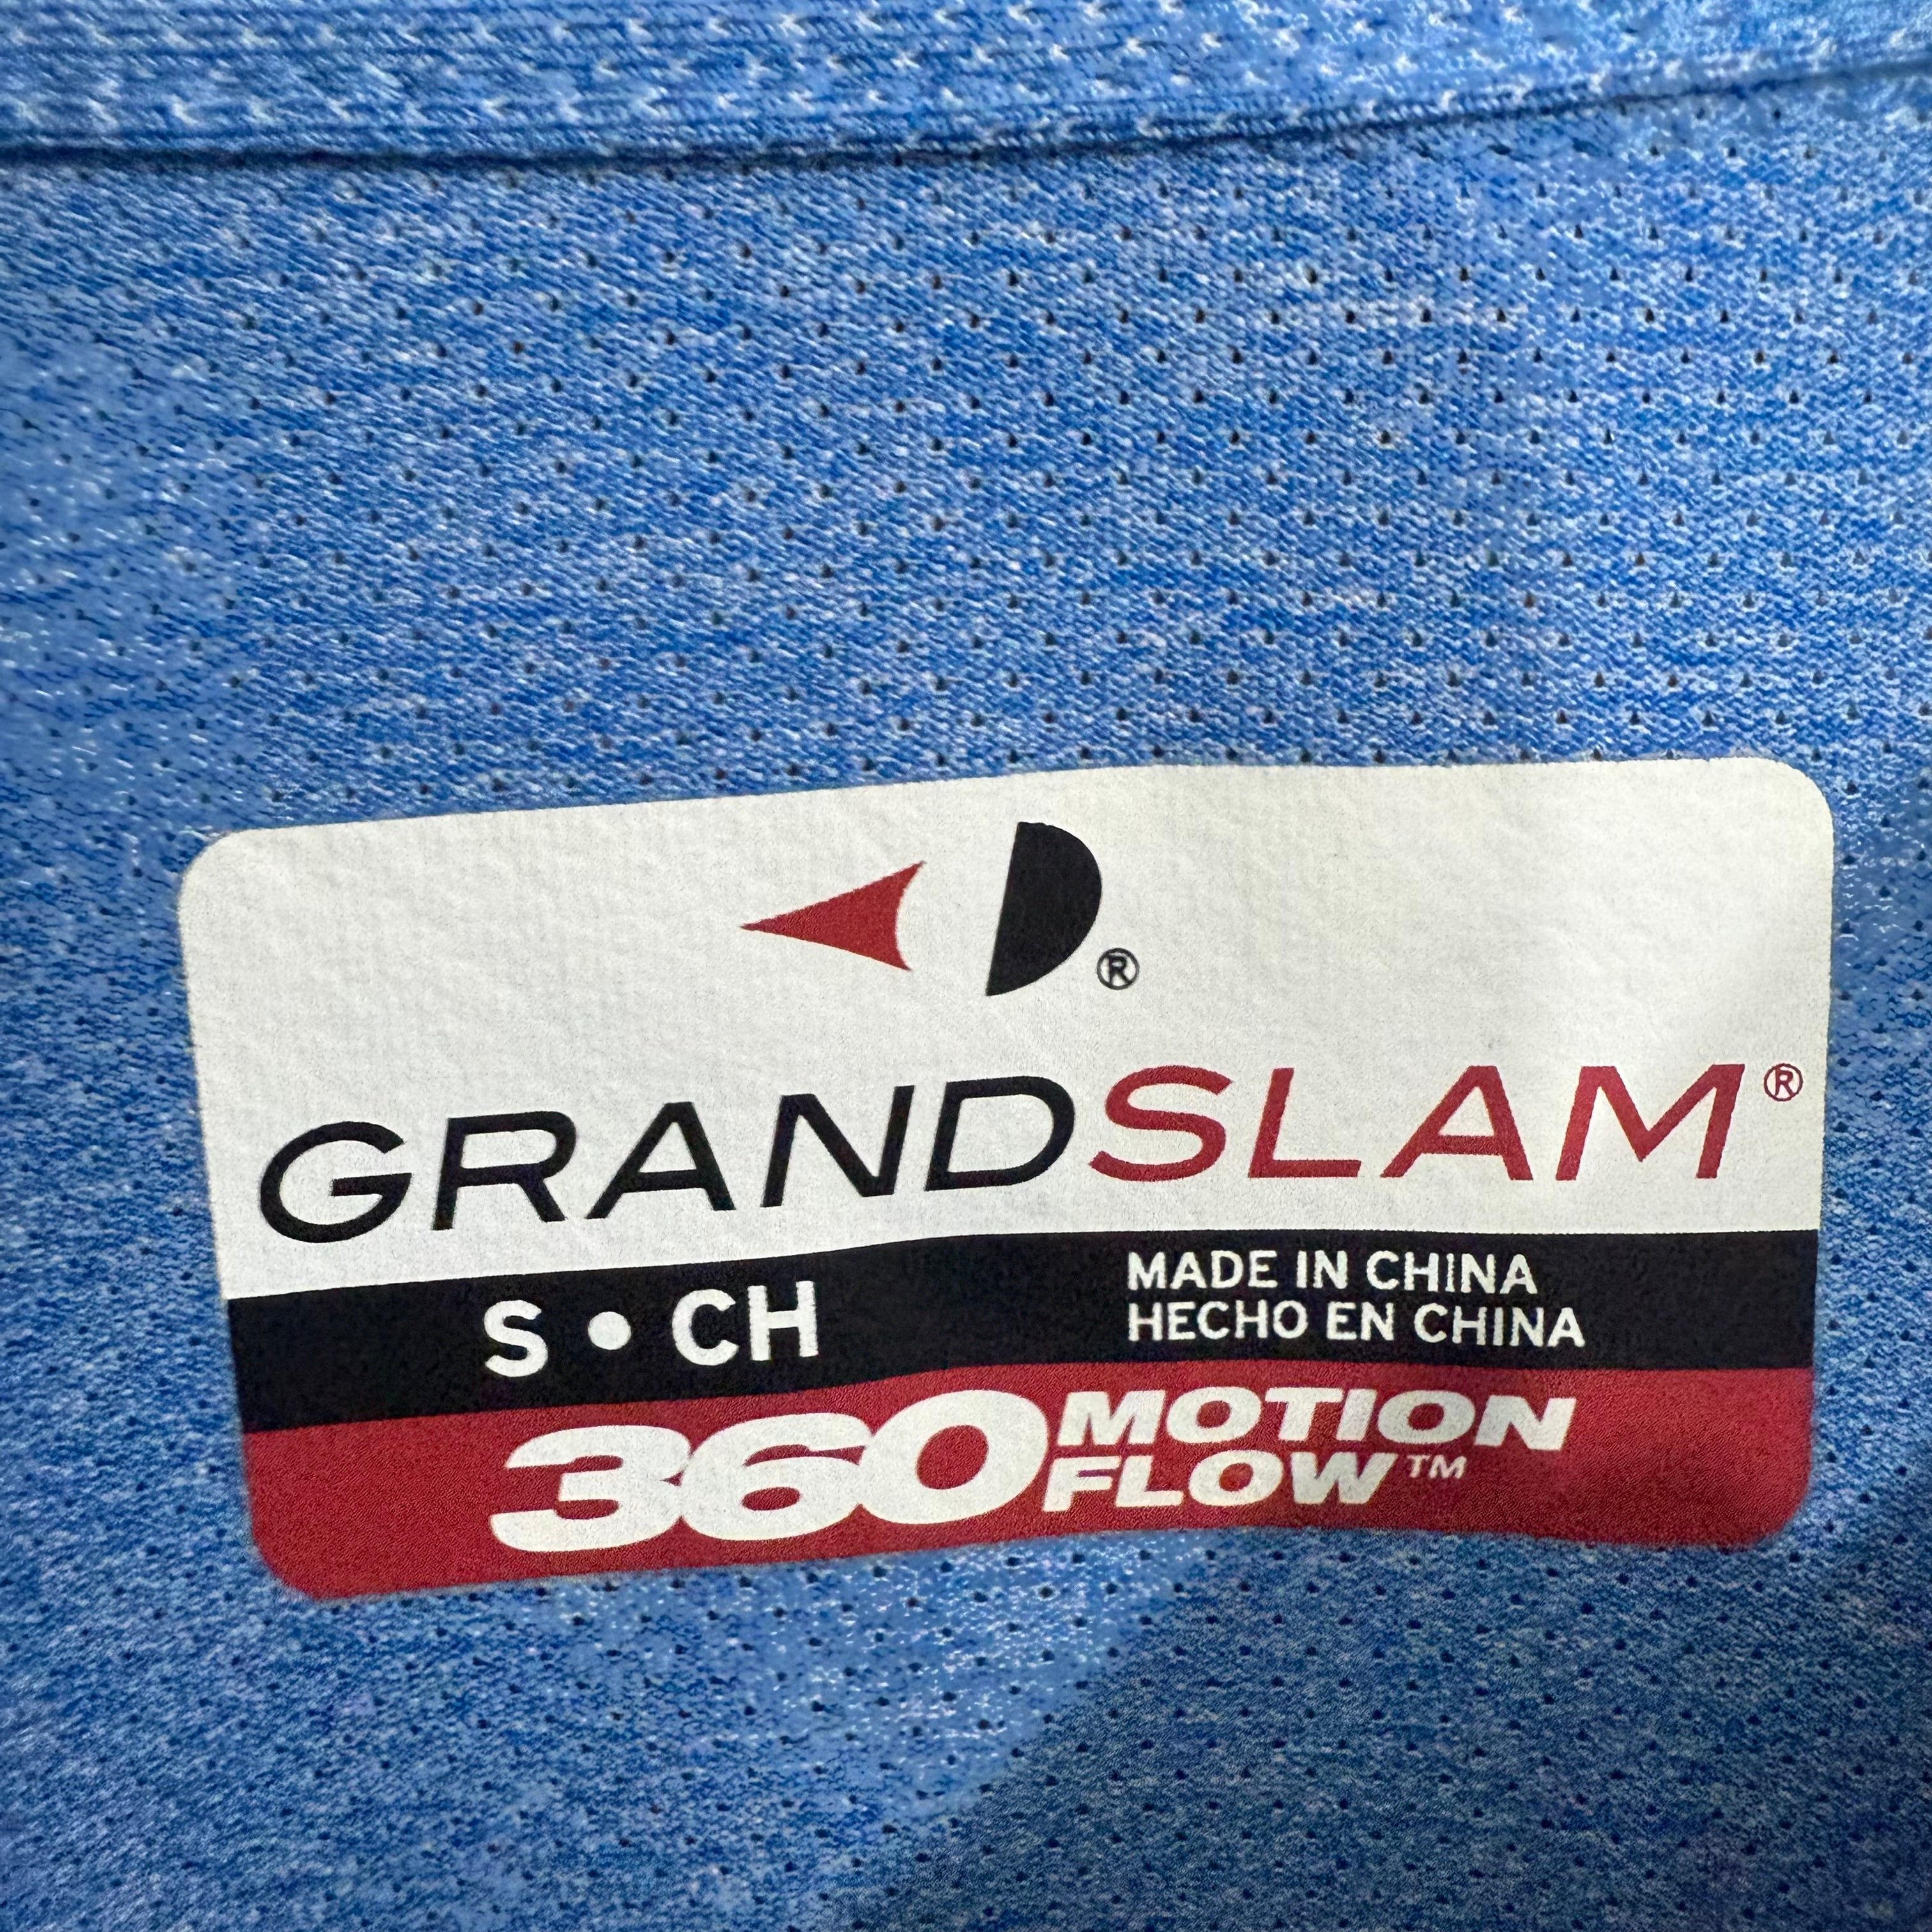 ®
GRANDSLAM®
S • CH
MADE IN CHINA
HECHO EN CHINA
360 MOTION
FLOW™